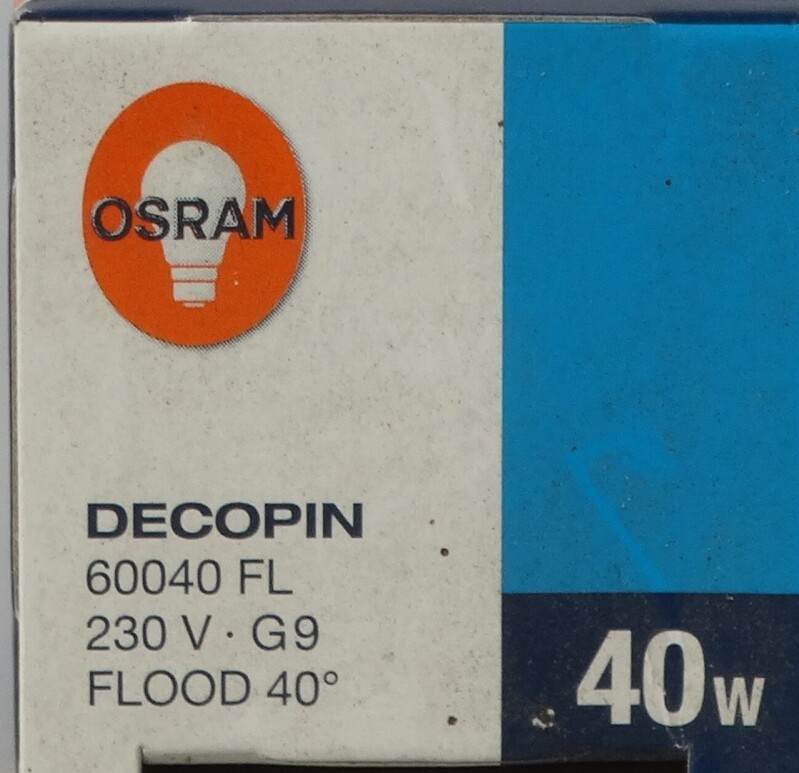 OSRAM
DECOPIN
60040 FL
230 V · G9
FLOOD 40°
40W